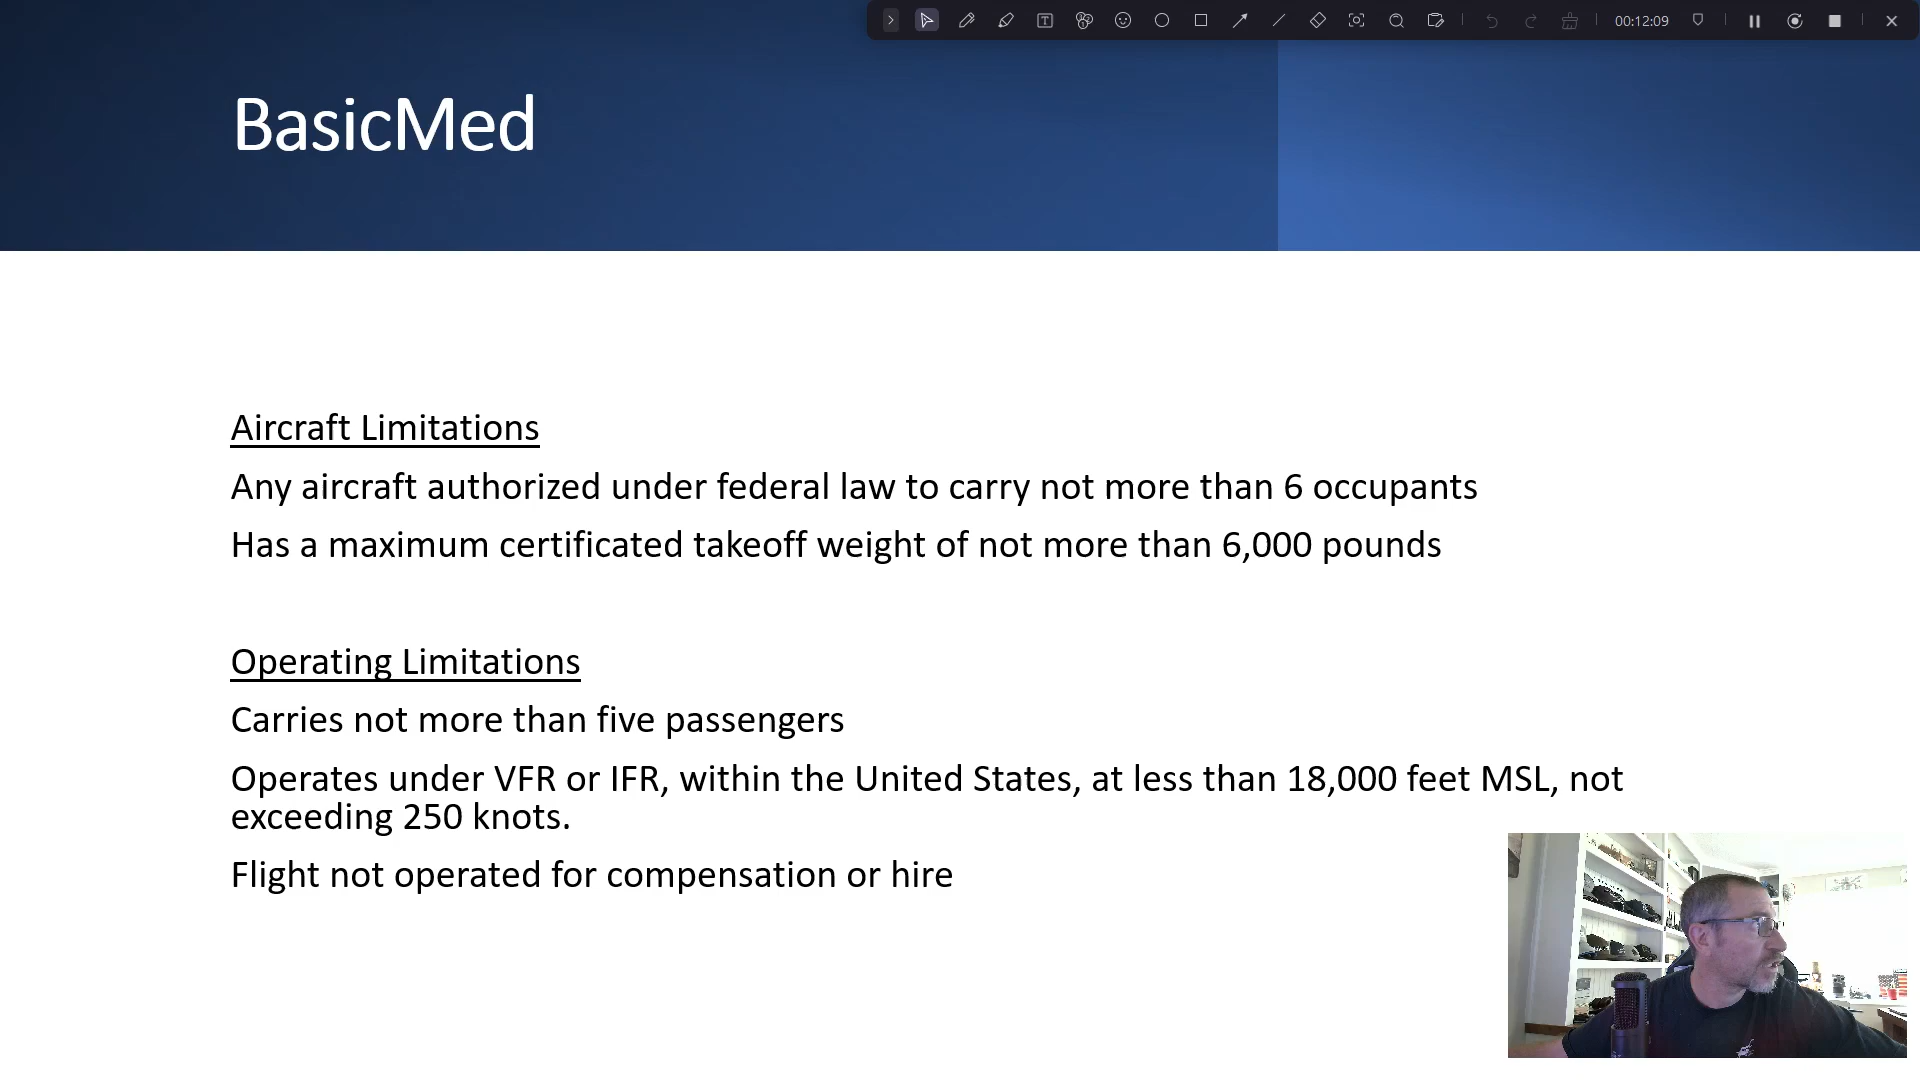 00:12:09
BasicMed
Aircraft Limitations
Any aircraft authorized under federal law to carry not more than 6 occupants
Has a maximum certificated takeoff weight of not more than 6,000 pounds
Operating Limitations
Carries not more than five passengers
Operates under VFR or IFR, within the United States, at less than 18,000 feet MSL, not
exceeding 250 knots.
Flight not operated for compensation or hire